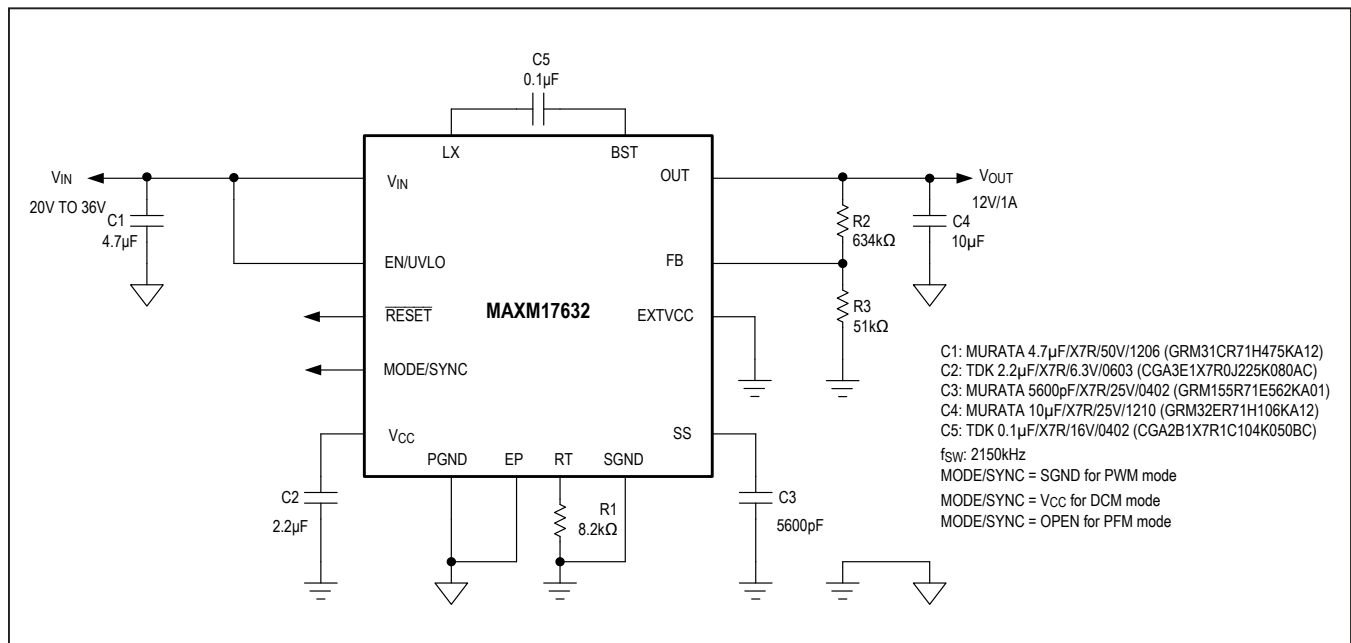 C5
0.1µF
LX
BST
VIN
20V TO 36V
C1
4.7µF
VIN
OUT
VOUT
12V/1A
R2
634kΩ
C4
10µF
EN/UVLO
FB
RESET
MAXM17632
EXTVCC
R3
51kΩ
MODE/SYNC
VCC
SS
PGND
EP
RT
SGND
C2
2.2µF
R1
8.2kΩ
C3
5600pF
C1: MURATA 4.7µF/X7R/50V/1206 (GRM31CR71H475KA12)
C2: TDK 2.2µF/X7R/6.3V/0603 (CGA3E1X7R0J225K080AC)
C3: MURATA 5600pF/X7R/25V/0402 (GRM155R71E562KA01)
C4: MURATA 10µF/X7R/25V/1210 (GRM32ER71H106KA12)
C5: TDK 0.1µF/X7R/16V/0402 (CGA2B1X7R1C104K050BC)
fSW: 2150kHz
MODE/SYNC = SGND for PWM mode
MODE/SYNC = VCC for DCM mode
MODE/SYNC = OPEN for PFM mode